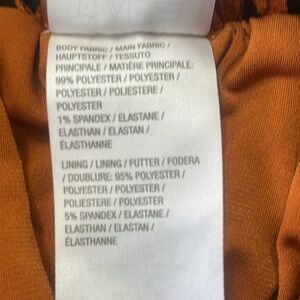 BODY FABRIC / MAIN FABRIC /
HAUPTSTOFF / TESSUTO
PRINCIPALE / MATIÈRE PRINCIPALE:
99% POLYESTER / POLYESTER /
POLYESTER / POLIESTERE /
POLYESTER
1% SPANDEX / ELASTANE /
ELASTHAN / ELASTAN /
ÉLASTHANNE
LINING / LINING / FUTTER / FODERA
/ DOUBLURE: 95% POLYESTER /
POLYESTER / POLYESTER /
POLIESTERE / POLYESTER
5% SPANDEX / ELASTANE /
ELASTHAN / ELASTAN /
ÉLASTHANNE